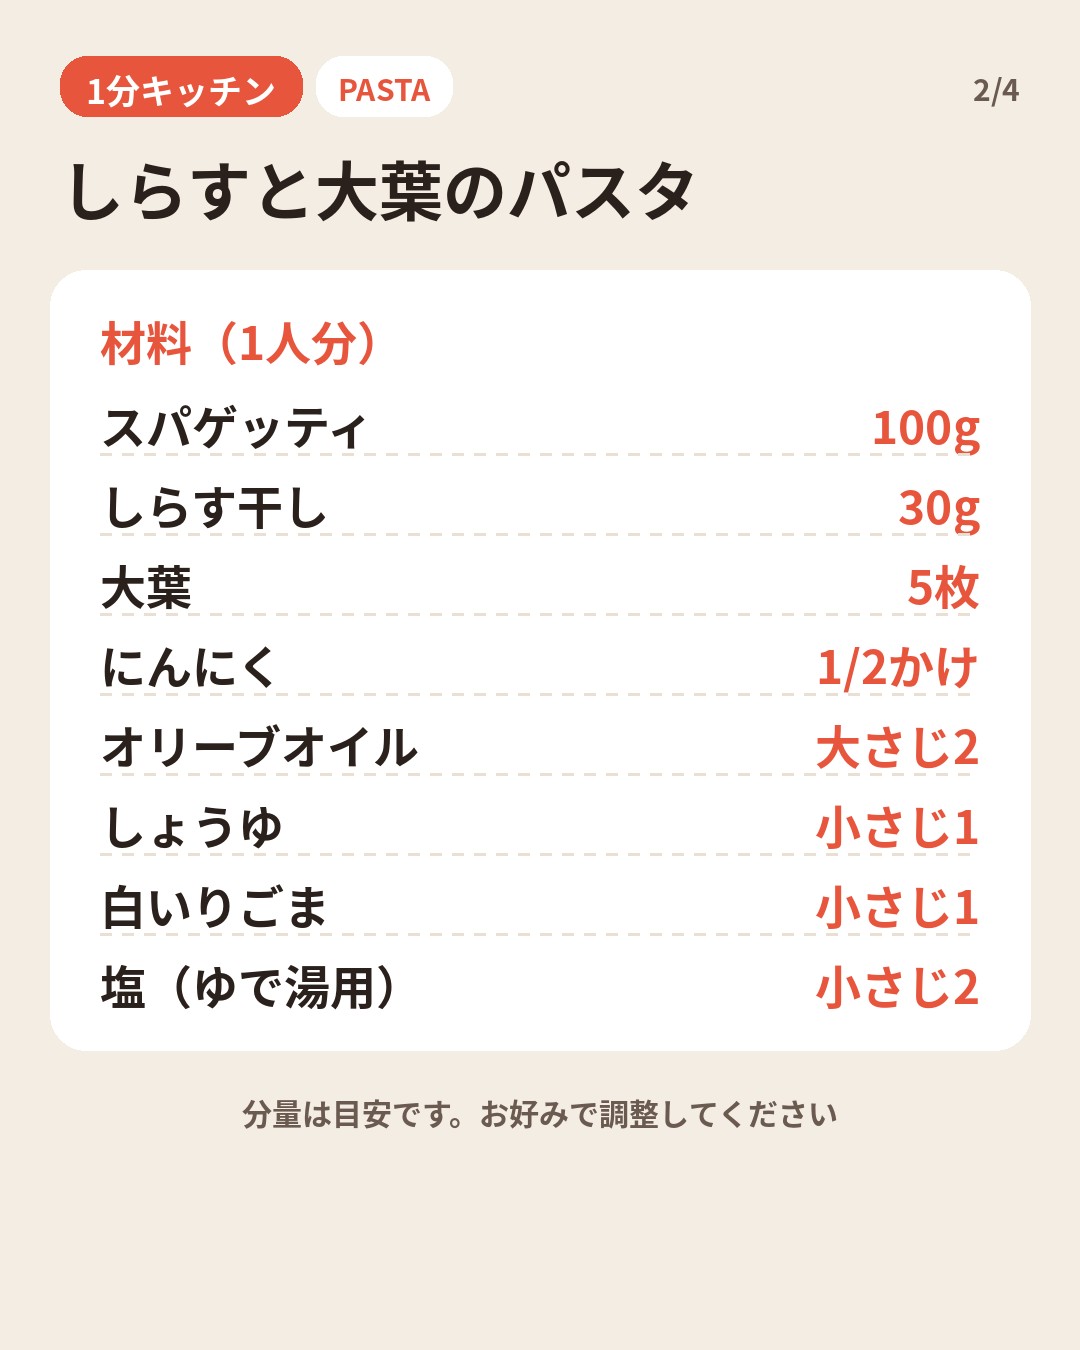 1分キッチン PASTA 2/4
しらすと大葉のパスタ
材料（1人分）
スパゲッティ 100g
しらす干し 30g
大葉 5枚
にんにく 1/2かけ
オリーブオイル 大さじ2
しょうゆ 小さじ1
白いりごま 小さじ1
塩（ゆで湯用） 小さじ2
分量は目安です。お好みで調整してください